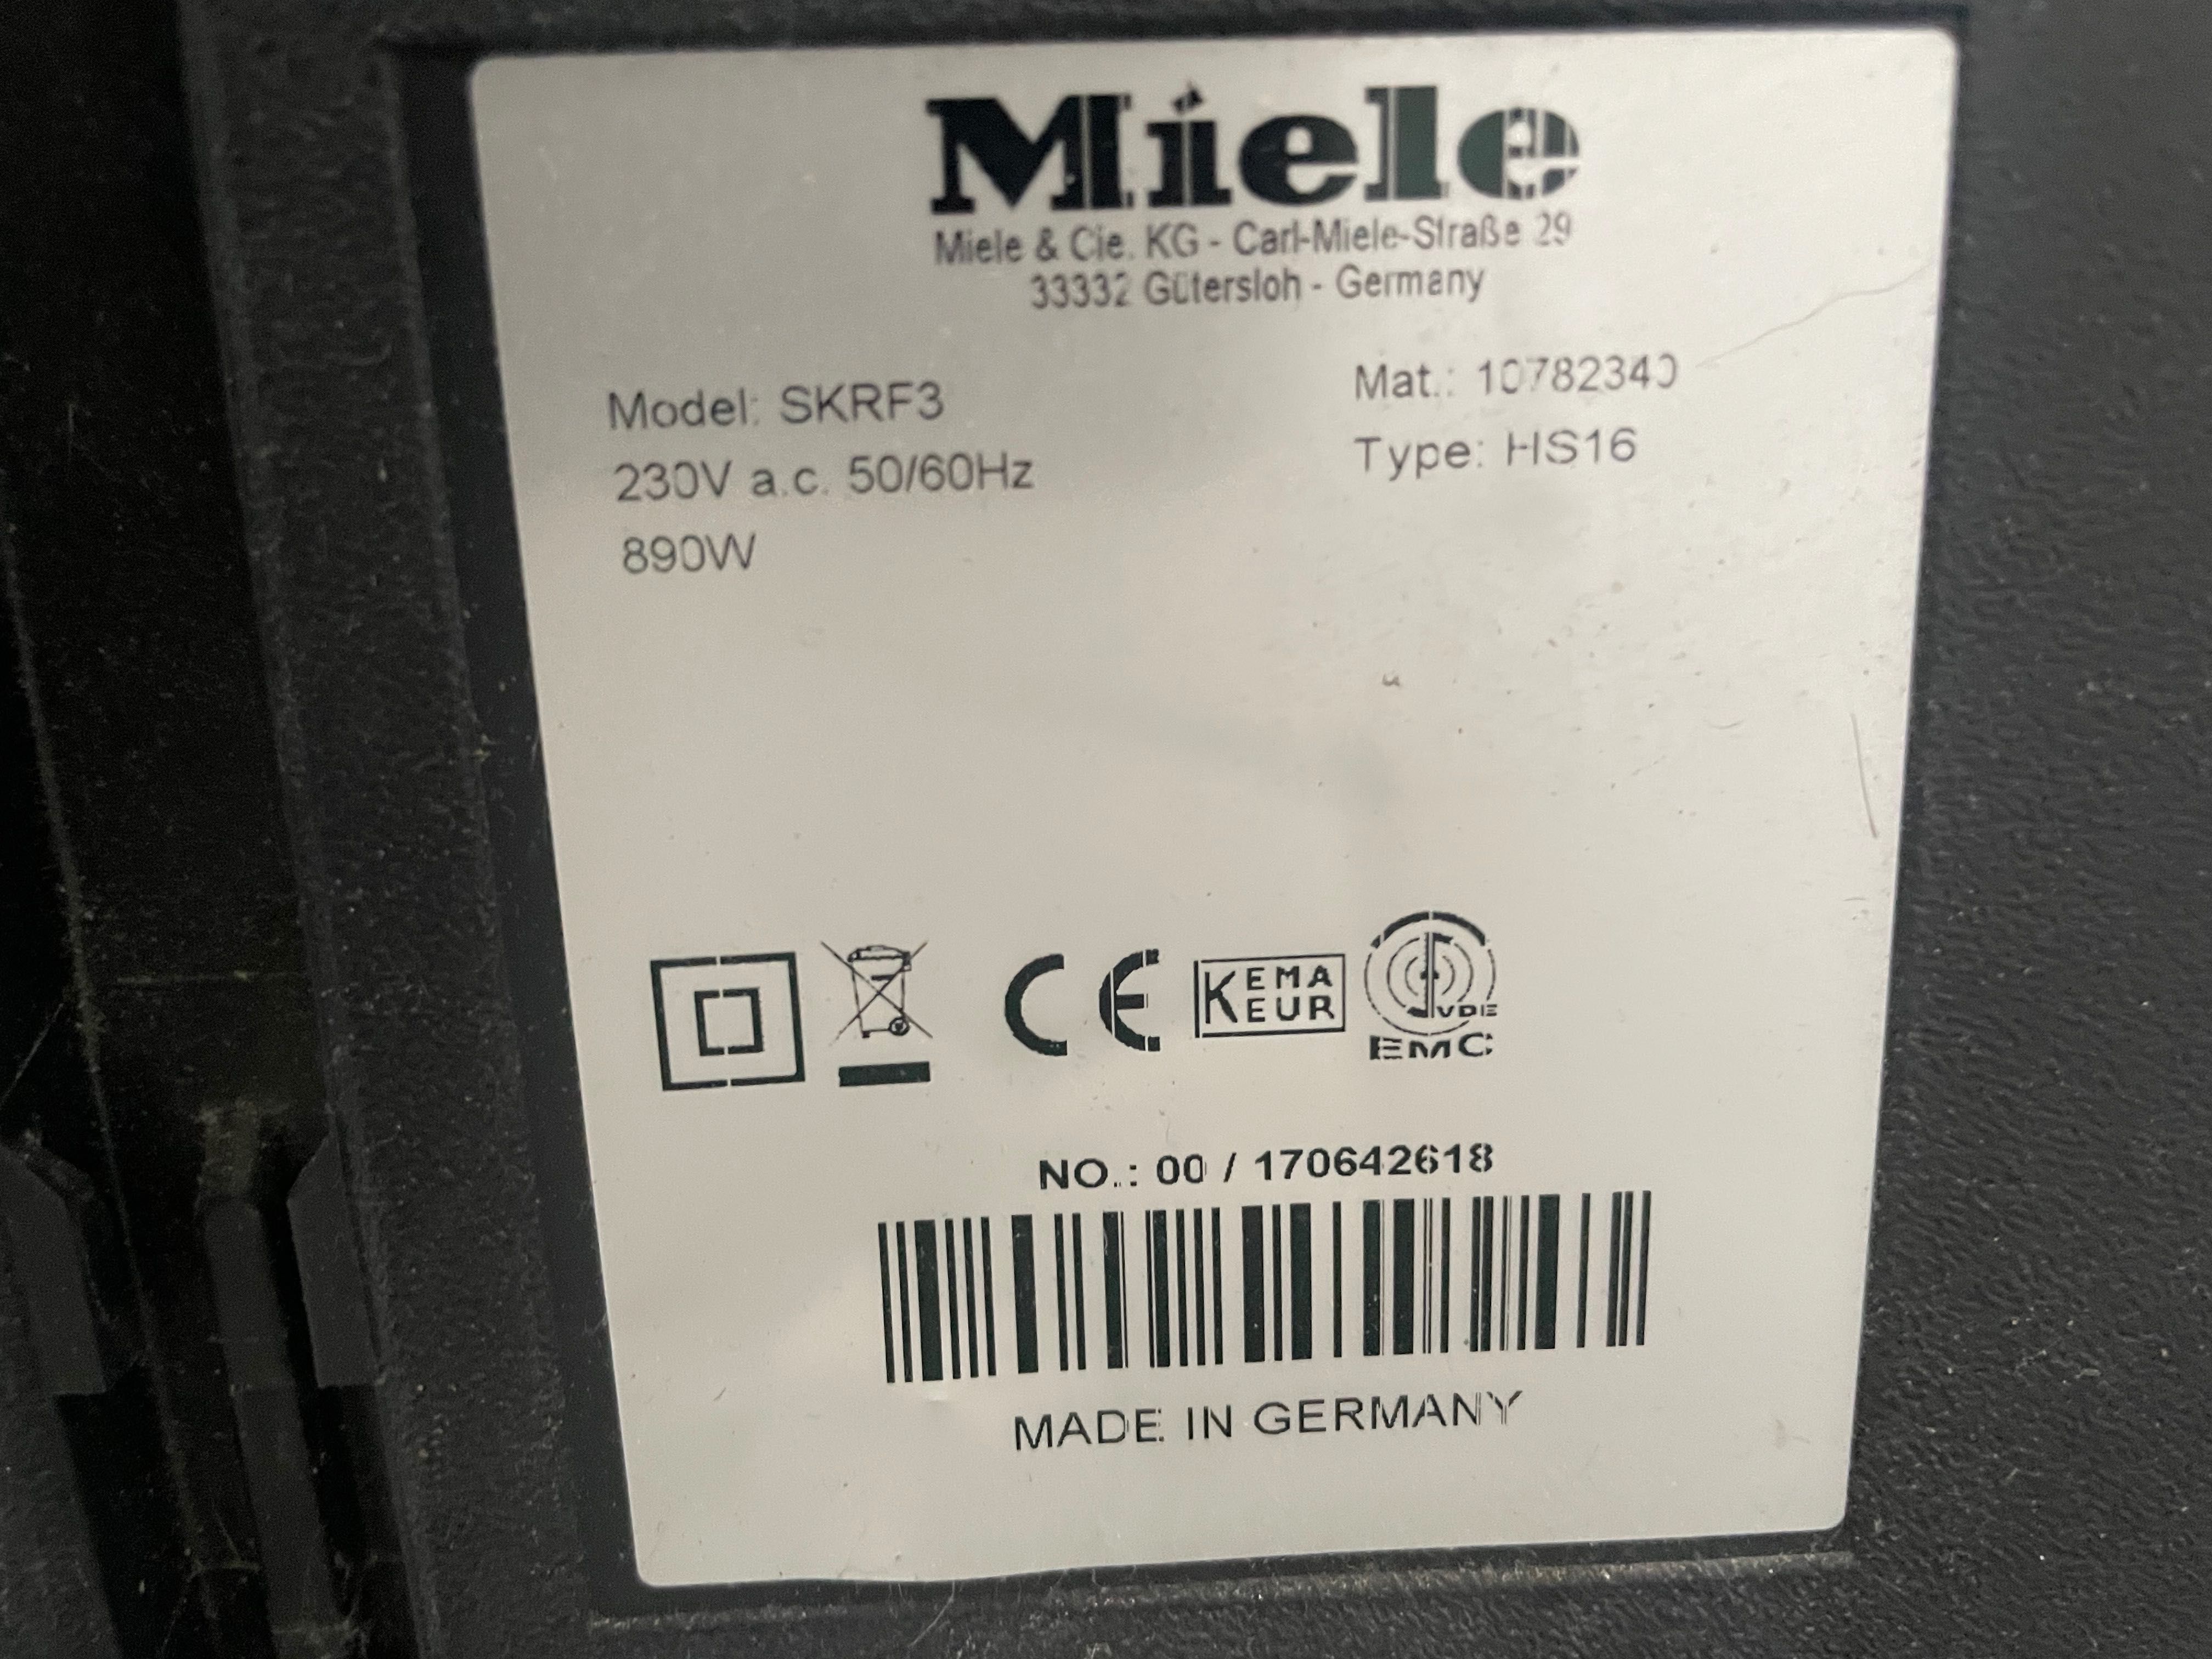 Miele
Miele & Cie. KG - Carl-Miele-Straße 29
33332 Gütersloh - Germany
Model: SKRF3
Mat.: 10782340
230V a.c. 50/60Hz
Type: HS16
890W
CE
KEMA
KEUR
VDE
EMC
NO.: 00 / 170642618
MADE IN GERMANY